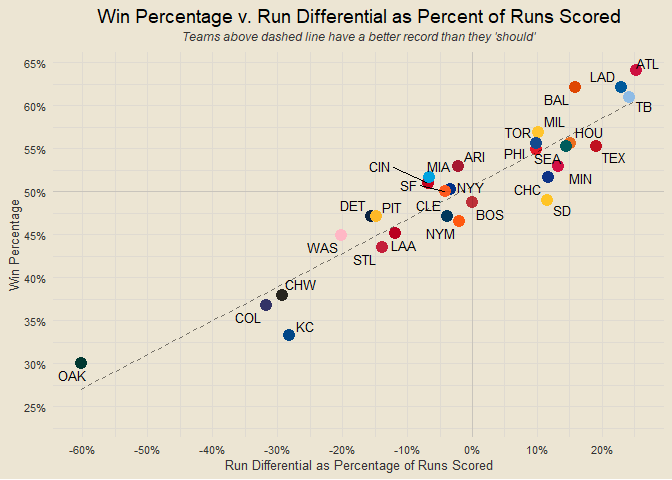 Win Percentage v. Run Differential as Percent of Runs Scored
Teams above dashed line have a better record than they 'should'
65%
60%
55%
50%
45%
40%
35%
30%
25%
Win Percentage
ATL
LAD
BAL
TB
MIL
TOR
HOU
PHI
SEA
TEX
ARI
MIA
CIN
SF
NYY
MIN
CHC
SD
DET
PIT
CLE
BOS
NYM
WAS
STL
LAA
CHW
COL
KC
OAK
-60%
-50%
-40%
-30%
-20%
-10%
0%
10%
20%
Run Differential as Percentage of Runs Scored